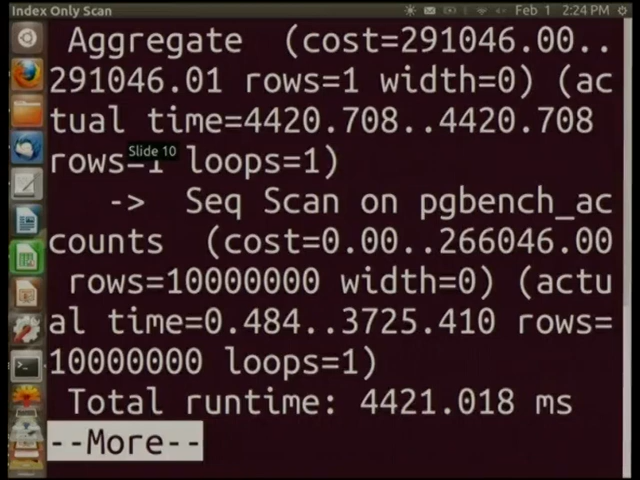 Index Only Scan
Feb 1 2:24 PM
Aggregate (cost=291046.00..
291046.01 rows=1 width=0) (ac
tual time=4420.708..4420.708
rows=1 loops=1)
Slide 10
-> Seq Scan on pgbench_ac
counts (cost=0.00..266046.00
rows=10000000 width=0) (actu
al time=0.484..3725.410 rows=
10000000 loops=1)
Total runtime: 4421.018 ms
--More--